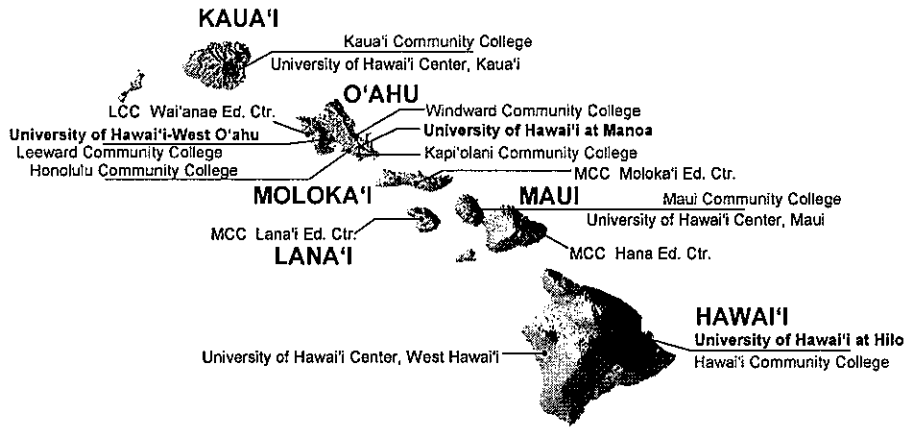 KAUA‘I
Kaua‘i Community College
University of Hawai‘i Center, Kaua‘i
O‘AHU
LCC Wai‘anae Ed. Ctr.
Windward Community College
University of Hawai‘i-West O‘ahu
University of Hawai‘i at Manoa
Leeward Community College
Kapi‘olani Community College
Honolulu Community College
MCC Moloka‘i Ed. Ctr.
MOLOKA‘I
MAUI
Maui Community College
University of Hawai‘i Center, Maui
MCC Lana‘i Ed. Ctr.
LANA‘I
MCC Hana Ed. Ctr.
HAWAI‘I
University of Hawai‘i at Hilo
University of Hawai‘i Center, West Hawai‘i
Hawai‘i Community College